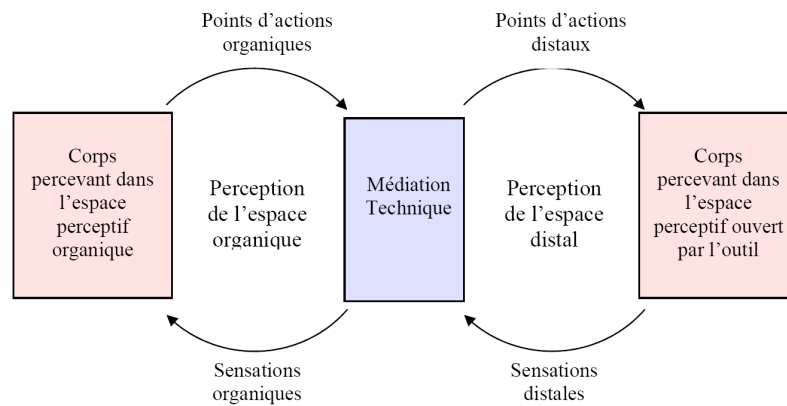 Points d’actions
organiques
Points d’actions
distaux
Corps
percevant dans
l’espace
perceptif
organique
Perception
de l’espace
organique
Médiation
Technique
Perception
de l’espace
distal
Corps
percevant dans
l’espace
perceptif ouvert
par l’outil
Sensations
organiques
Sensations
distales